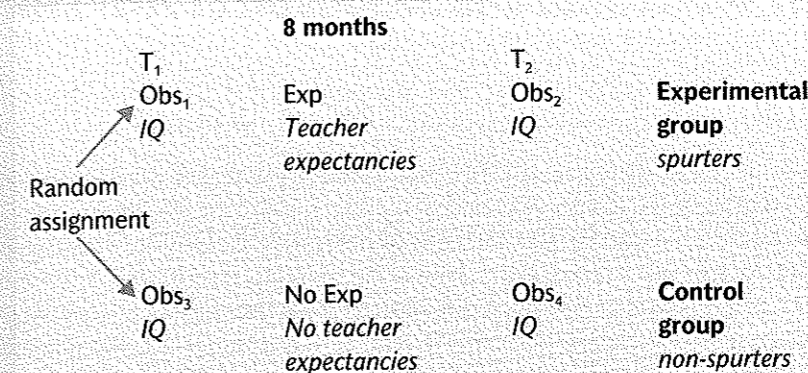 8 months
T₁ T₂
Obs₁ Exp Obs₂ Experimental
IQ Teacher IQ group
expectancies spurters
Random
assignment
Obs₃ No Exp Obs₄ Control
IQ No teacher IQ group
expectancies non-spurters